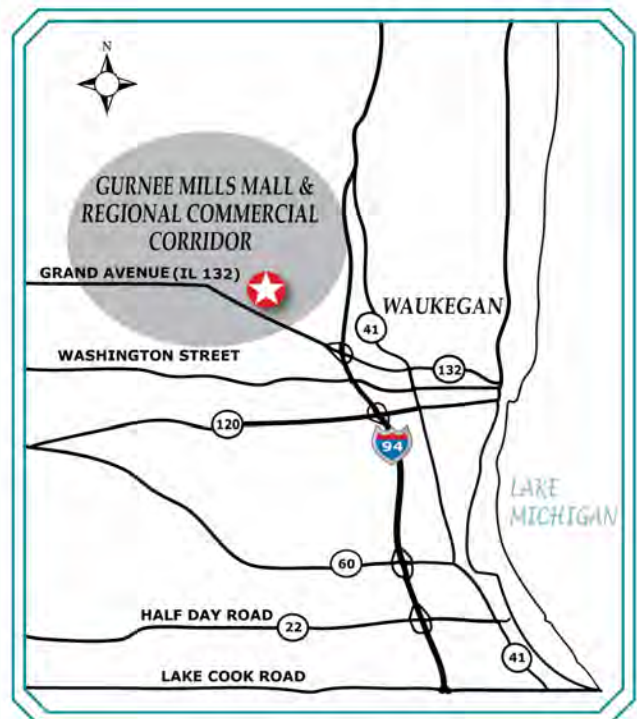 N
GURNEE MILLS MALL &
REGIONAL COMMERCIAL
CORRIDOR
GRAND AVENUE (IL 132)
WAUKEGAN
41
WASHINGTON STREET
132
120
94
LAKE
MICHIGAN
60
HALF DAY ROAD
22
41
LAKE COOK ROAD